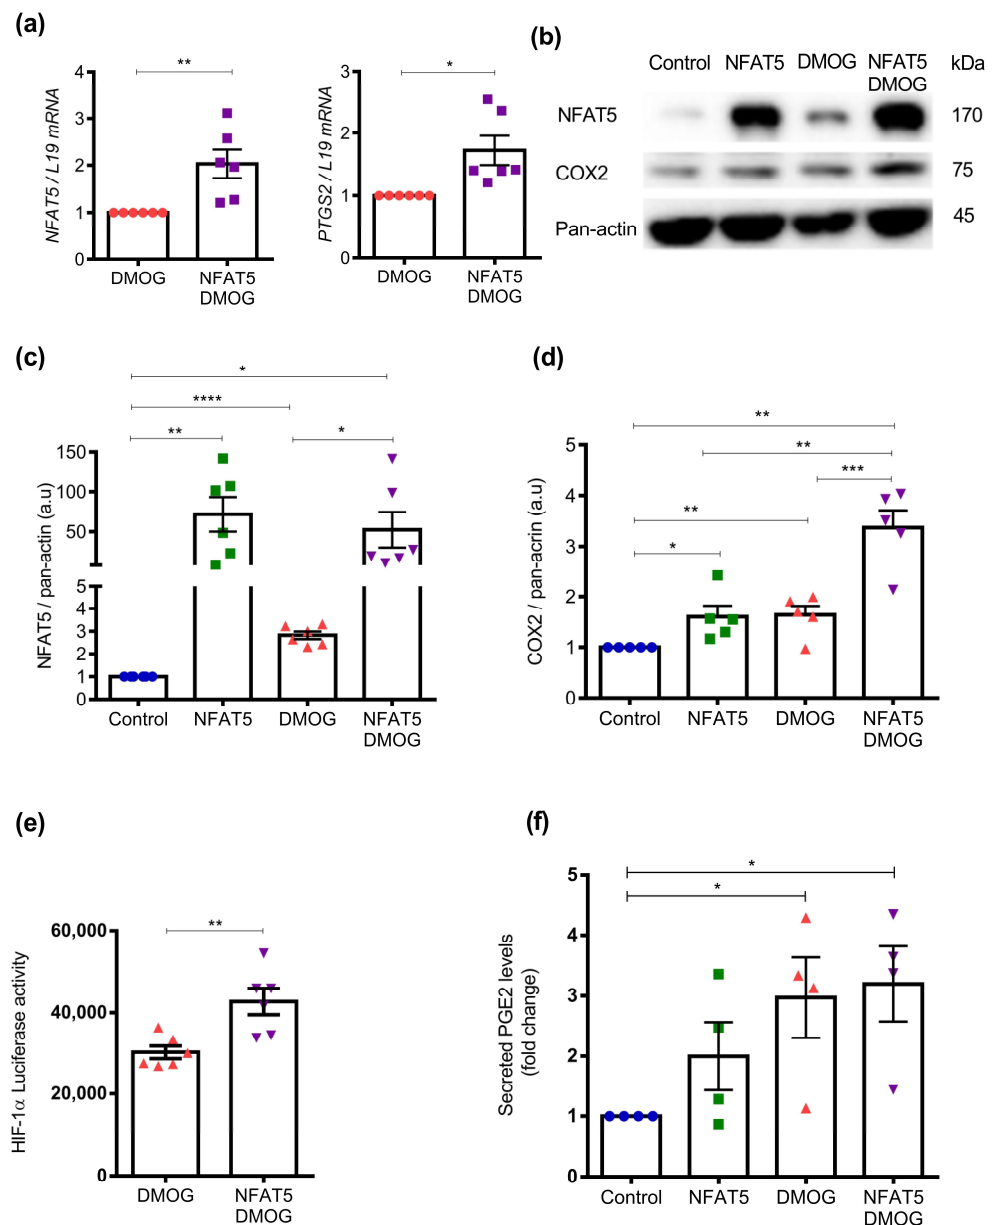 (a)
NFAT5 / L19 mRNA
4
3
2
1
0
**
DMOG
NFAT5
DMOG
PTGS2 / L19 mRNA
3
2
1
0
*
DMOG
NFAT5
DMOG
(b)
Control NFAT5 DMOG NFAT5 DMOG kDa
NFAT5 170
COX2 75
Pan-actin 45
(c)
NFAT5 / pan-actin (a.u)
*
****
** *
150
100
50
5
4
3
2
1
0
Control NFAT5 DMOG NFAT5
DMOG
(d)
COX2 / pan-acrin (a.u)
**
**
***
**
*
5
4
3
2
1
0
Control NFAT5 DMOG NFAT5
DMOG
(e)
HIF-1α Luciferase activity
**
60,000
40,000
20,000
0
DMOG NFAT5
DMOG
(f)
Secreted PGE2 levels
(fold change)
*
*
5
4
3
2
1
0
Control NFAT5 DMOG NFAT5
DMOG